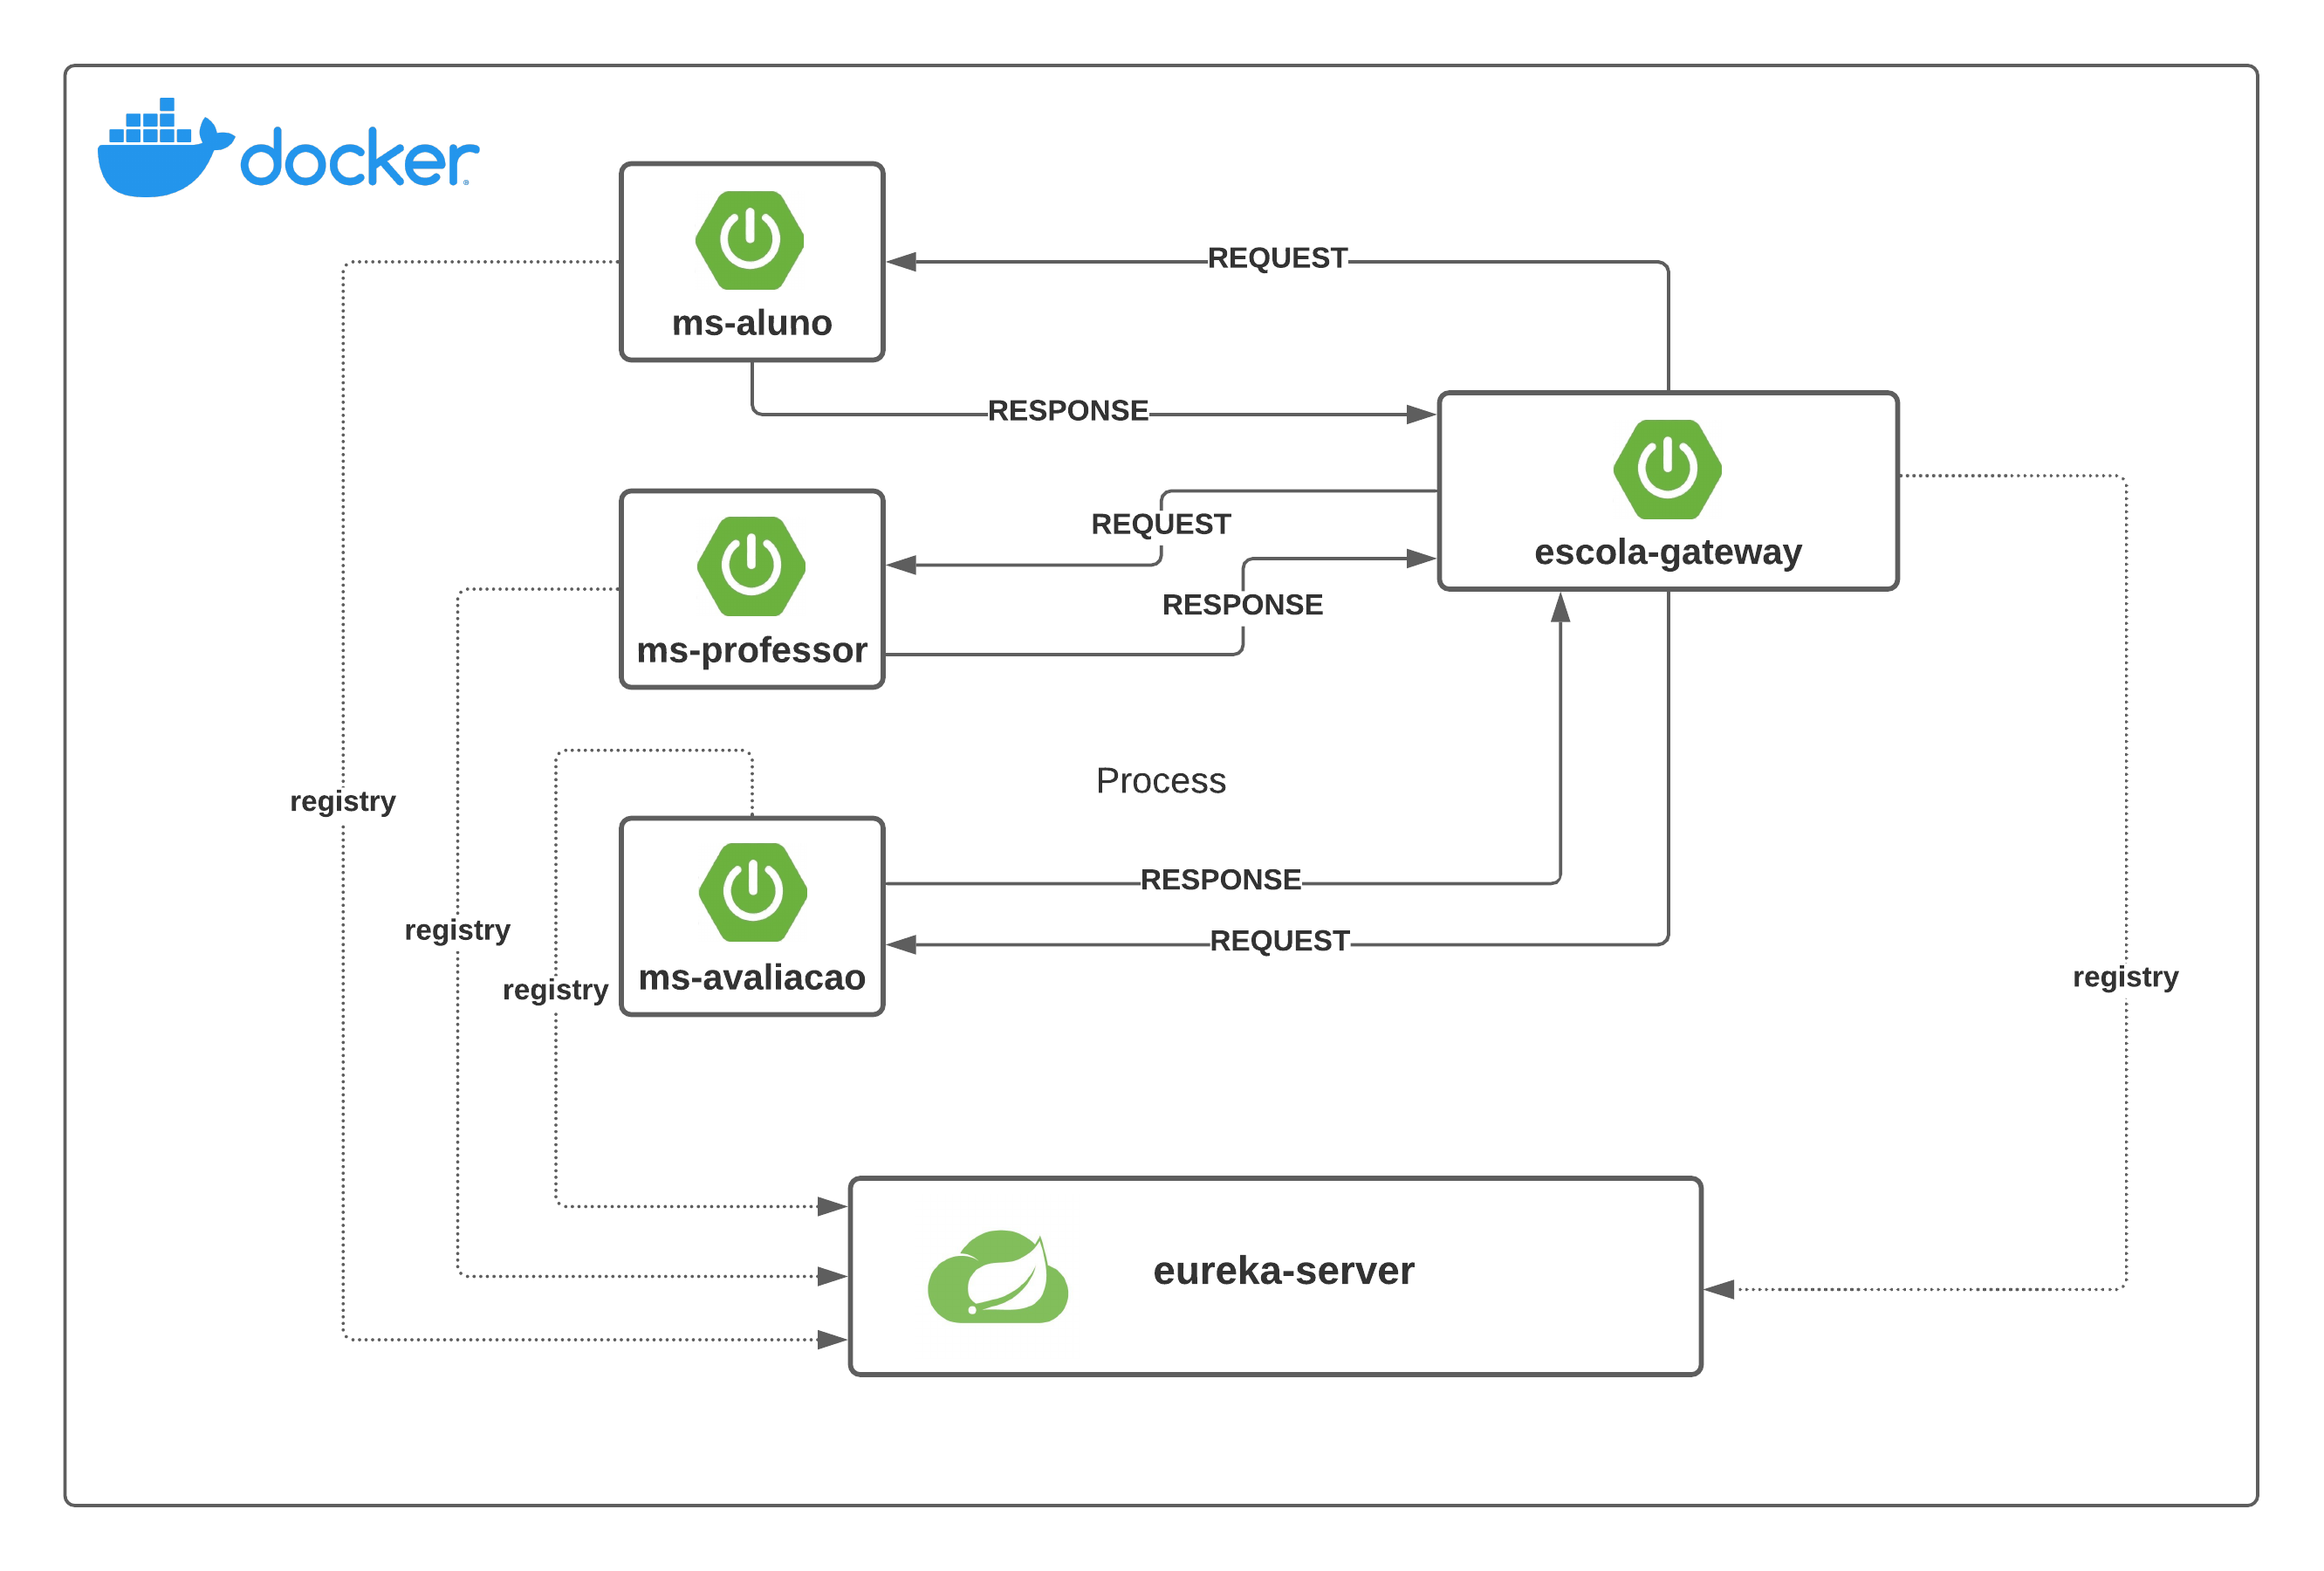 docker
ms-aluno
REQUEST
RESPONSE
escola-gateway
REQUEST
RESPONSE
ms-professor
Process
registry
RESPONSE
REQUEST
registry
ms-avaliacao
registry
registry
eureka-server